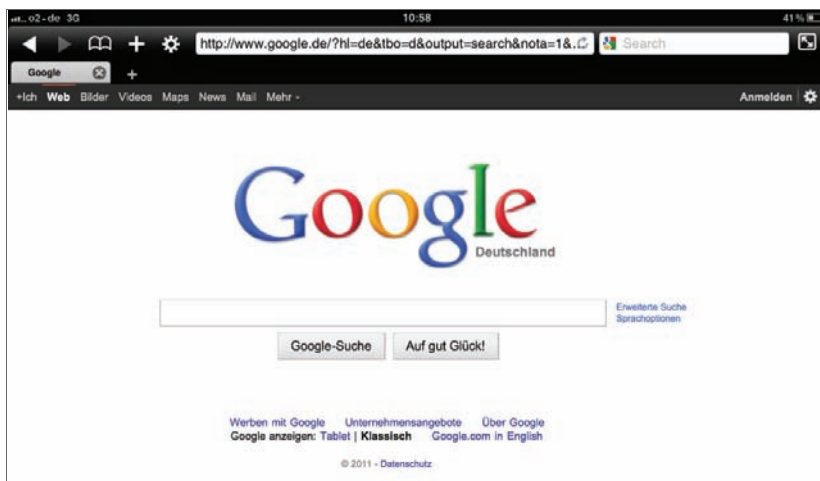 o2-de 3G 10:58 41 %
http://www.google.de/?hl=de&tbo=d&output=search&nota=1&. Search
Google
+Ich Web Bilder Videos Maps News Mail Mehr Anmelden
Google
Deutschland
Erweiterte Suche
Sprachoptionen
Google-Suche Auf gut Glück!
Werben mit Google Unternehmensangebote Über Google
Google anzeigen: Tablet | Klassisch Google.com in English
© 2011 - Datenschutz